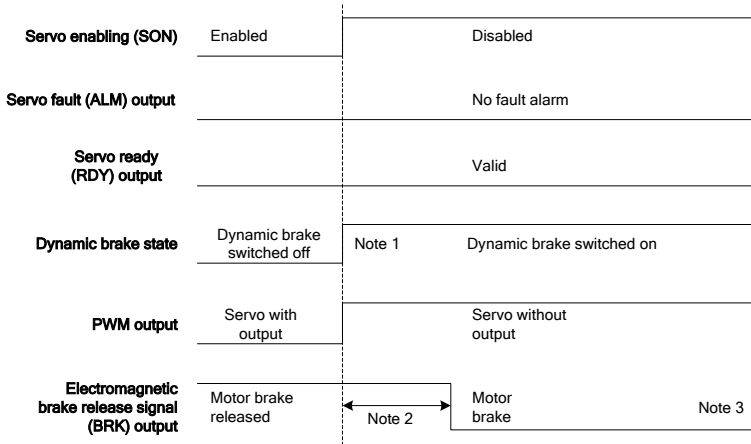 Servo enabling (SON)
Enabled
Disabled
Servo fault (ALM) output
No fault alarm
Servo ready
(RDY) output
Valid
Dynamic brake state
Dynamic brake
switched off
Note 1
Dynamic brake switched on
PWM output
Servo with
output
Servo without
output
Electromagnetic
brake release signal
(BRK) output
Motor brake
released
Note 2
Motor
brake
Note 3